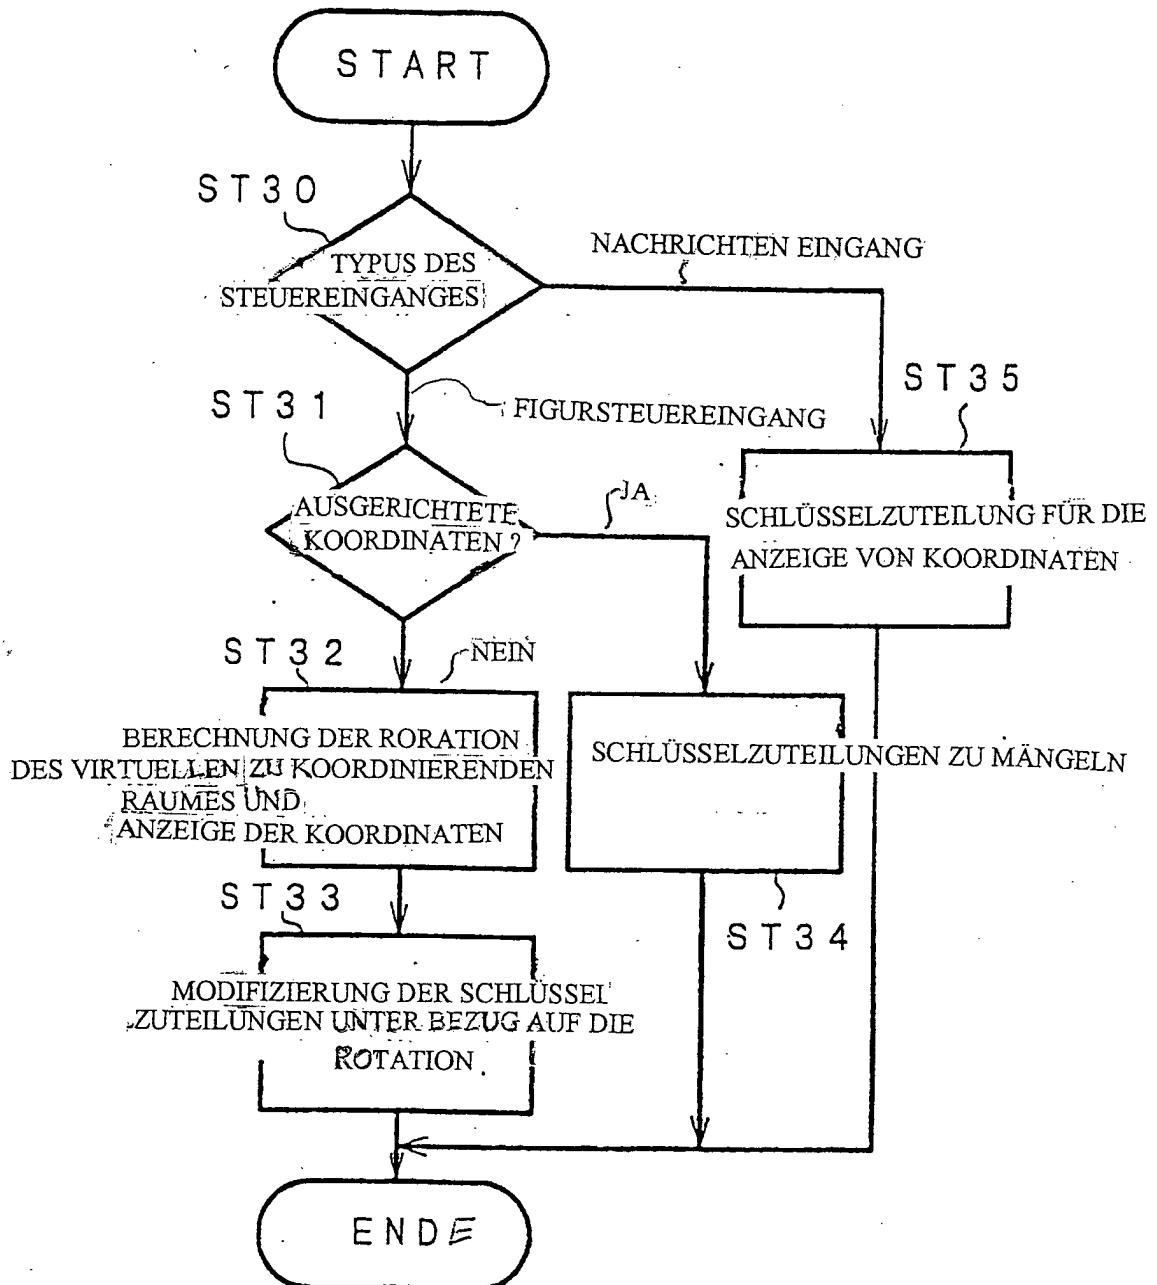 START
ST30
TYPUS DES
STEUEREINGANGES
NACHRICHTEN EINGANG
ST35
ST31
FIGURSTEUEREINGANG
AUSGERICHTETE
KOORDINATEN ?
JA
SCHLÜSSELZUTEILUNG FÜR DIE
ANZEIGE VON KOORDINATEN
ST32
NEIN
BERECHNUNG DER RORATION
DES VIRTUELLEN ZU KOORDINIERENDEN
RAUMES UND
ANZEIGE DER KOORDINATEN
SCHLÜSSELZUTEILUNGEN ZU MÄNGELN
ST33
ST34
MODIFIZIERUNG DER SCHLÜSSEL
ZUTEILUNGEN UNTER BEZUG AUF DIE
ROTATION.
ENDE